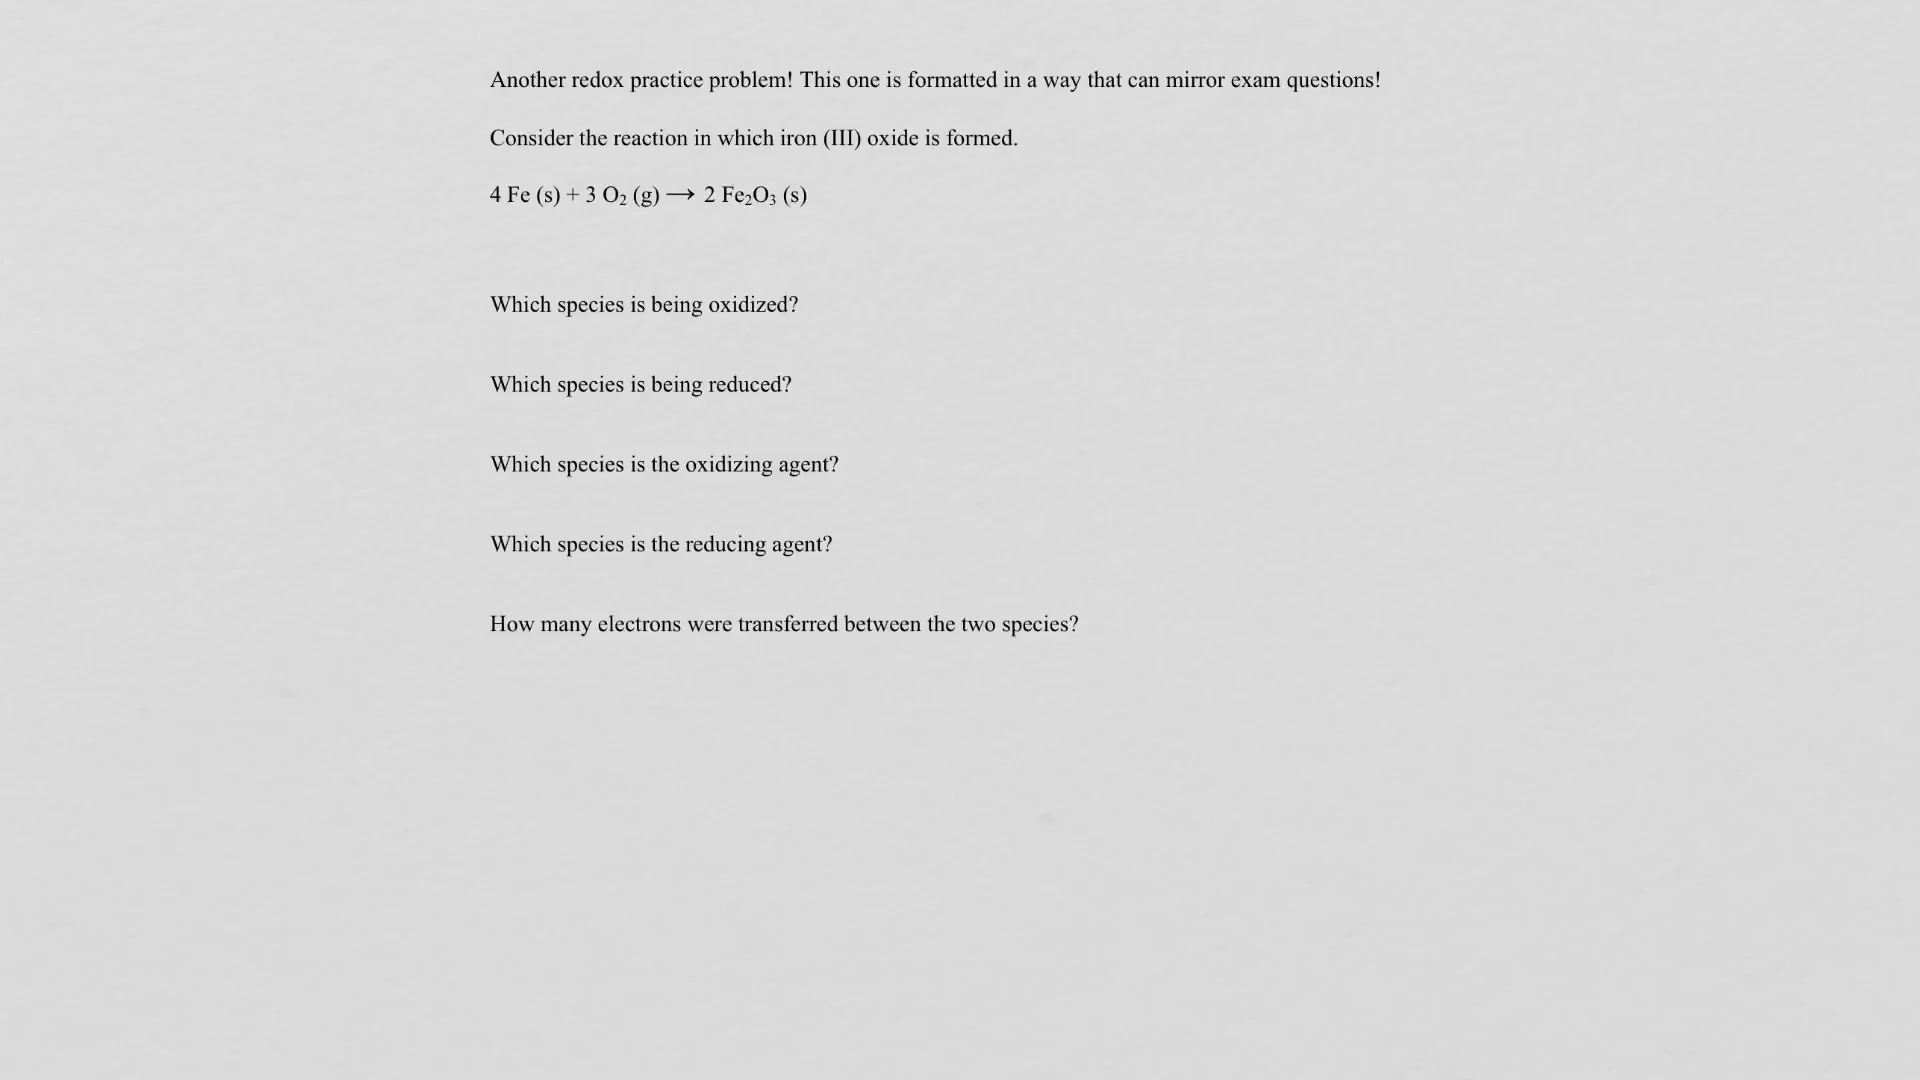 Another redox practice problem! This one is formatted in a way that can mirror exam questions!
Consider the reaction in which iron (III) oxide is formed.
4 Fe (s) + 3 O₂ (g) ⟶ 2 Fe₂O₃ (s)
Which species is being oxidized?
Which species is being reduced?
Which species is the oxidizing agent?
Which species is the reducing agent?
How many electrons were transferred between the two species?